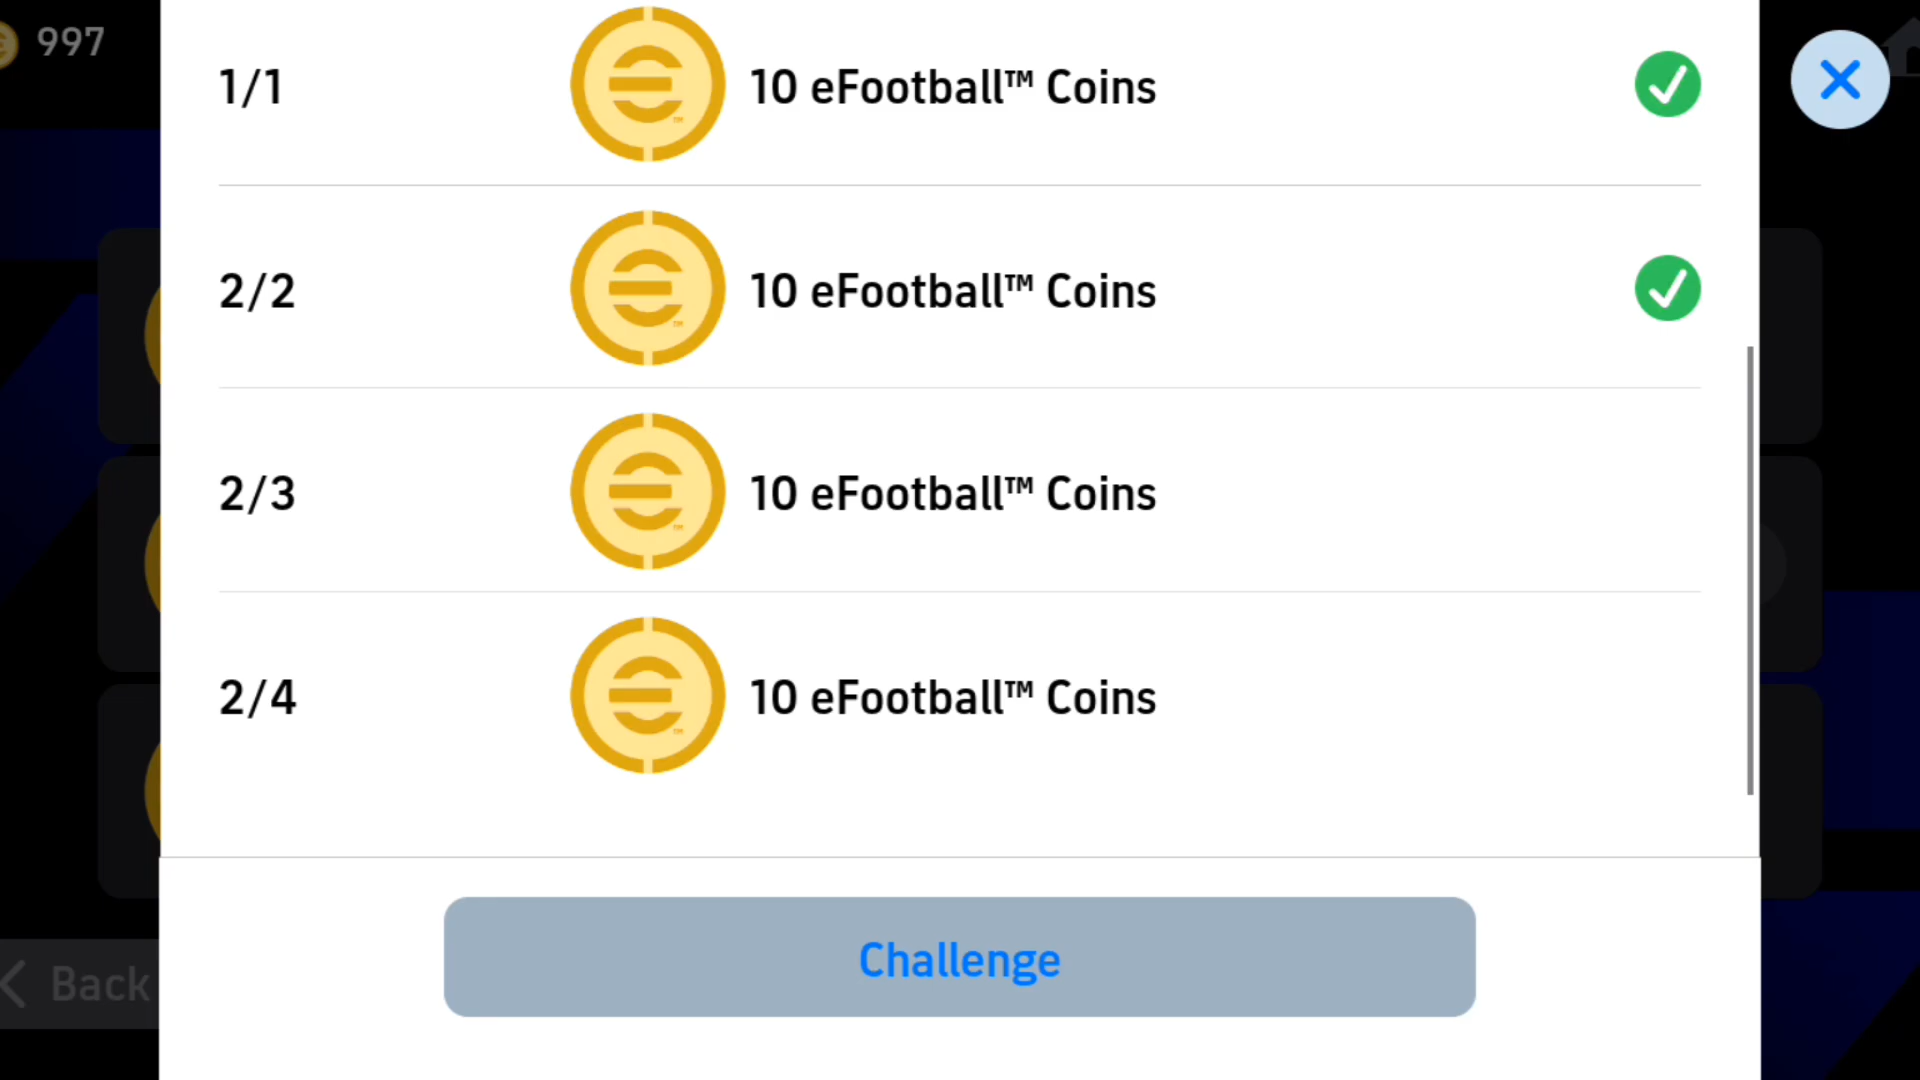 997
1/1
10 eFootball™ Coins
2/2
10 eFootball™ Coins
2/3
10 eFootball™ Coins
2/4
10 eFootball™ Coins
Challenge
Back